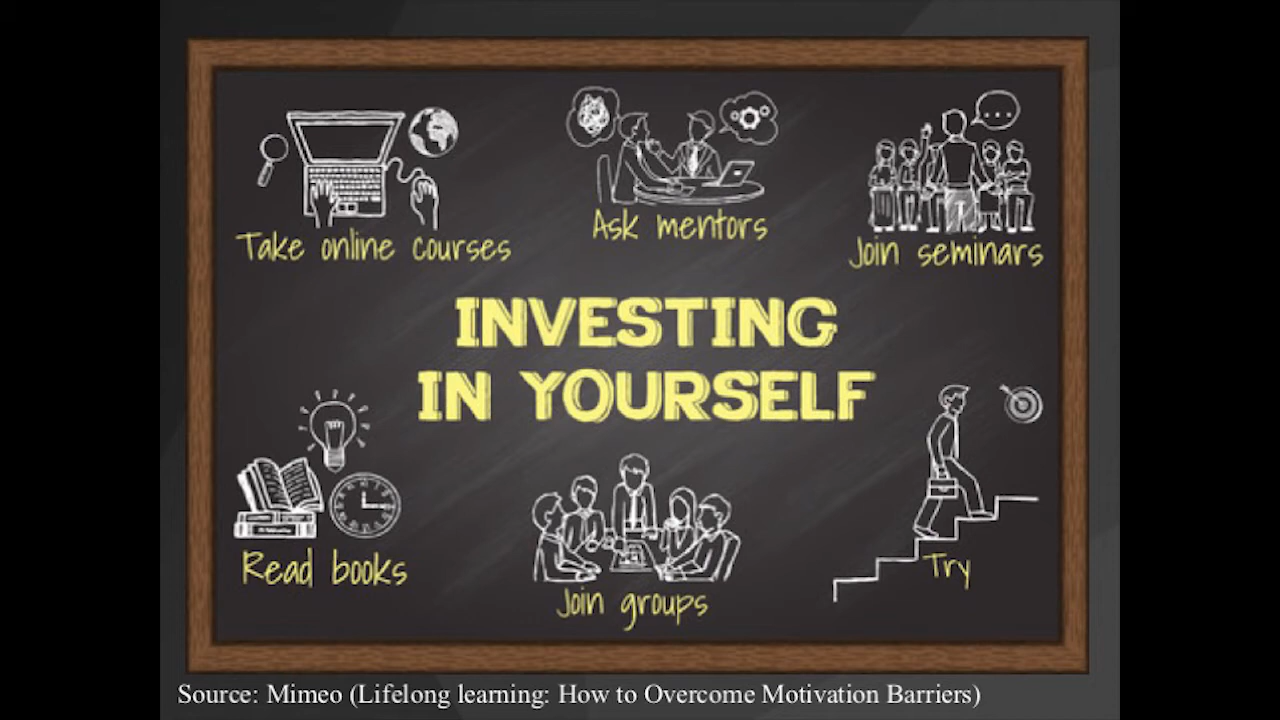 Take online courses
Ask mentors
Join seminars
INVESTING
IN YOURSELF
Read books
Join groups
Try
Source: Mimeo (Lifelong learning: How to Overcome Motivation Barriers)